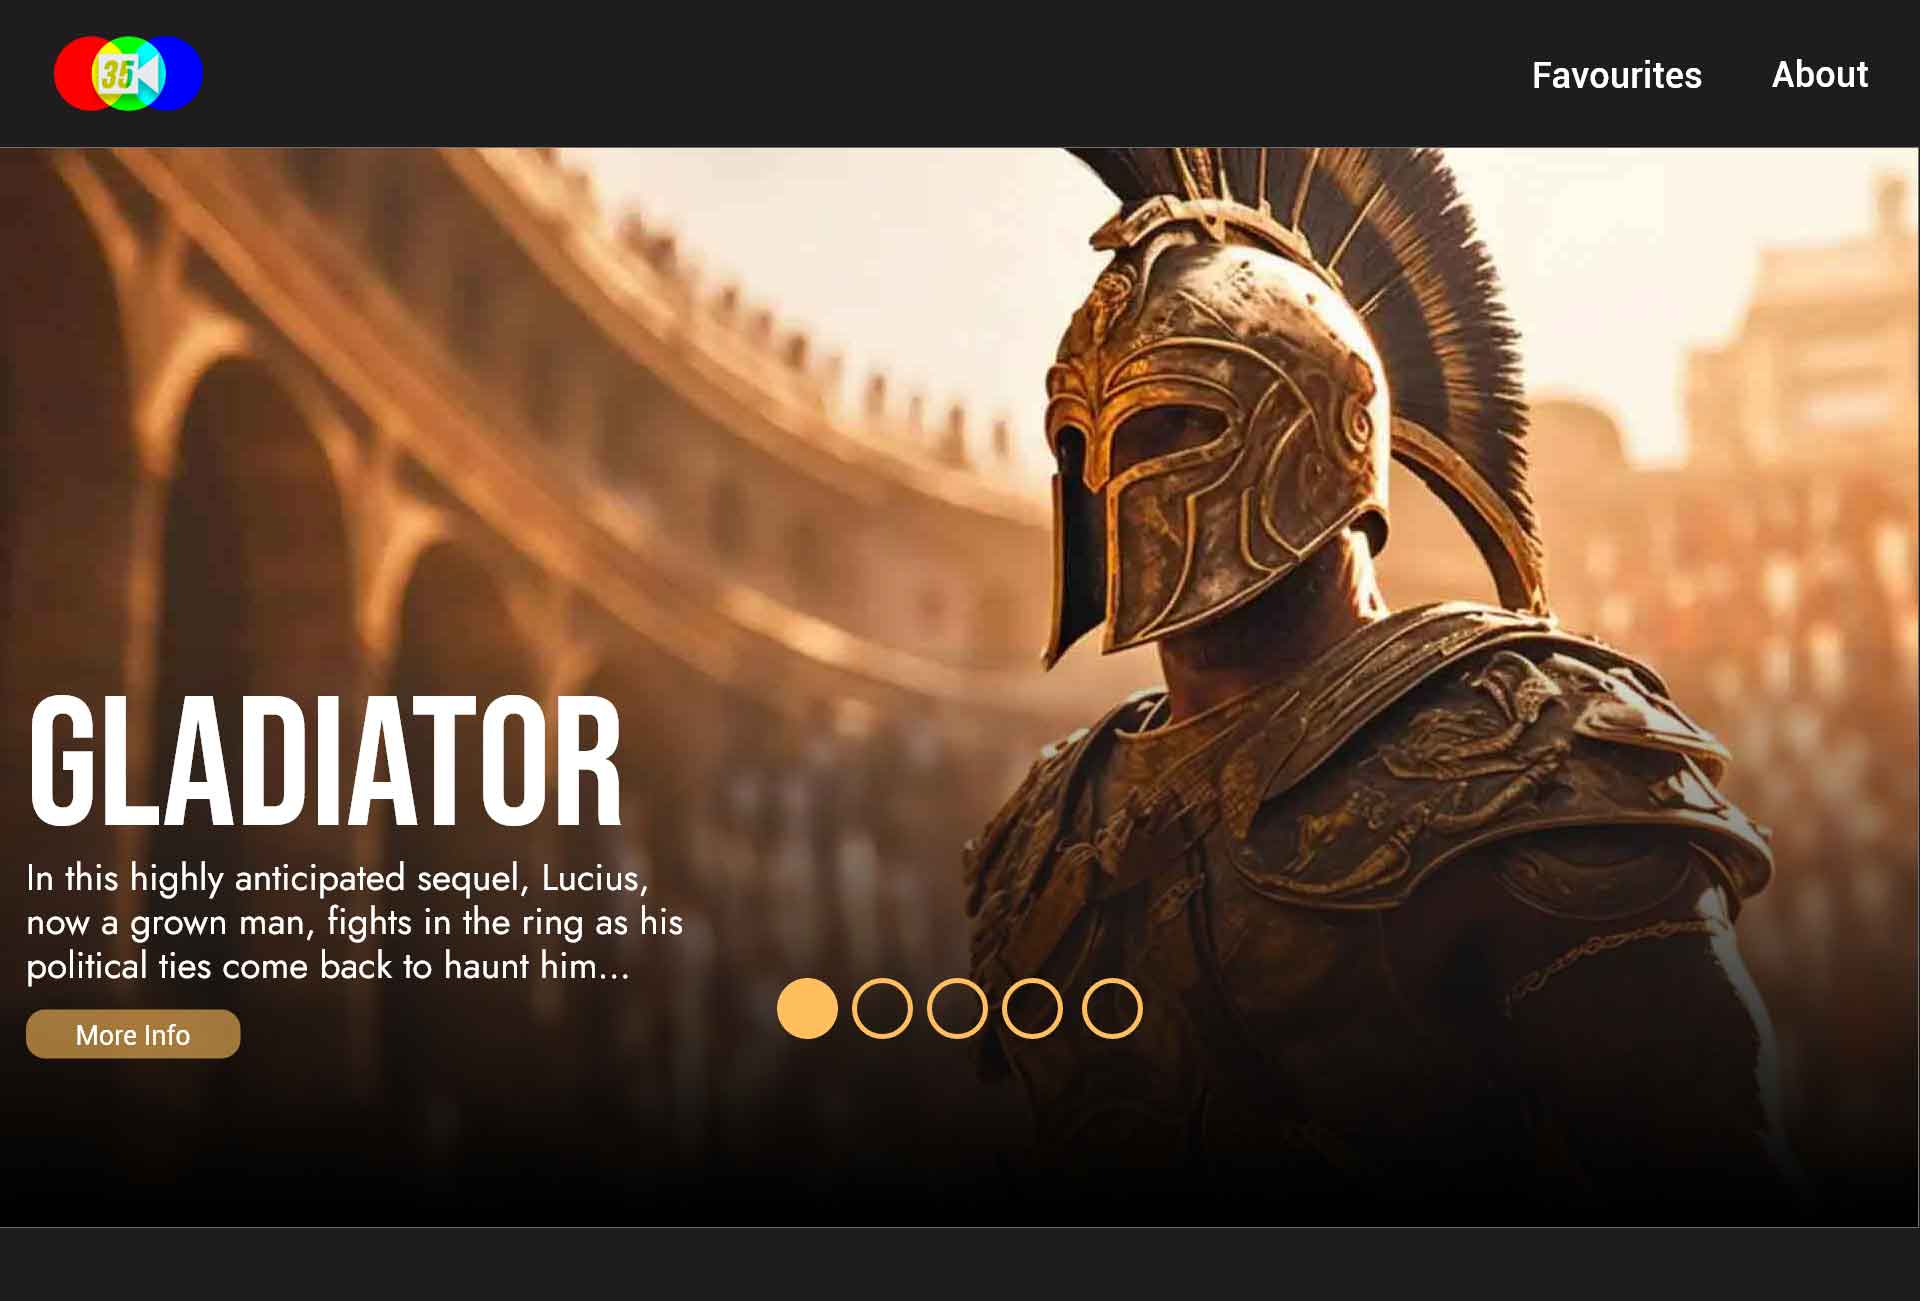 35
Favourites
About
GLADIATOR
In this highly anticipated sequel, Lucius,
now a grown man, fights in the ring as his
political ties come back to haunt him...
More Info